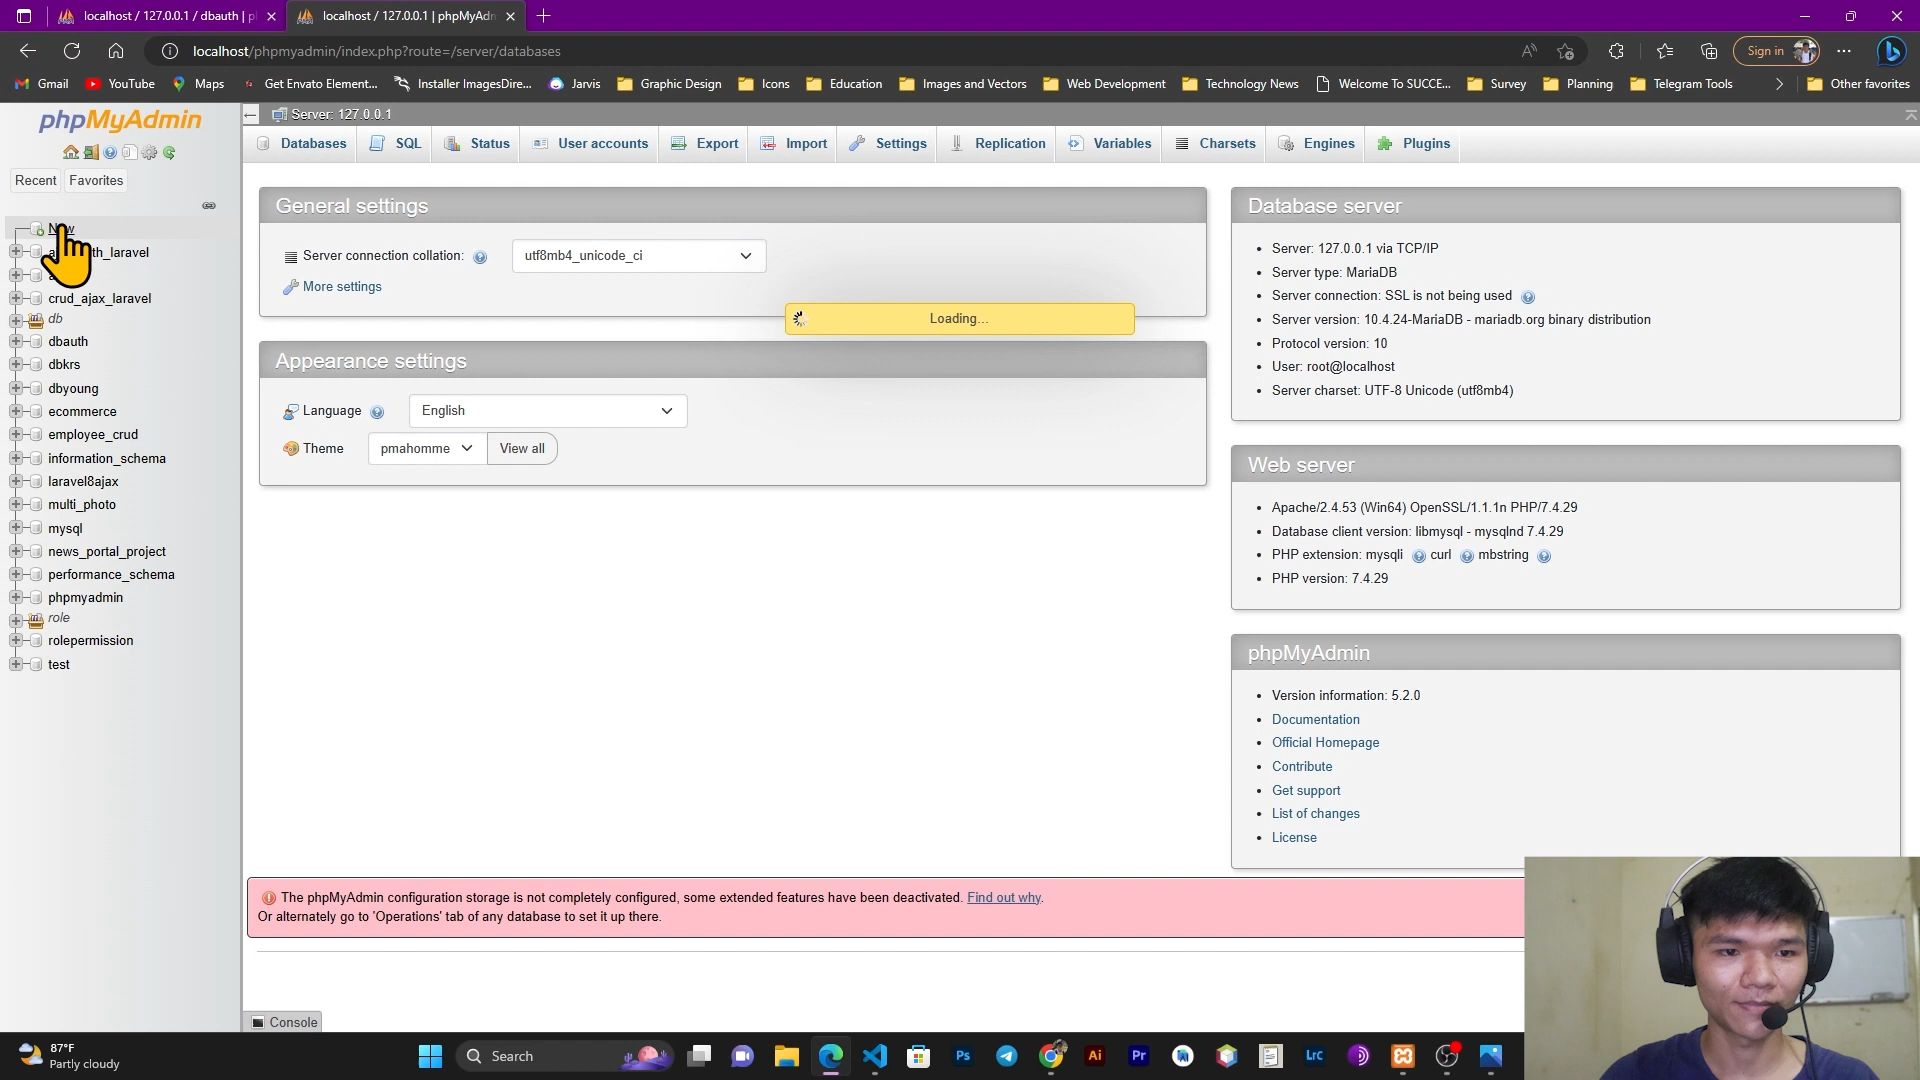 localhost / 127.0.0.1 / dbauth | p
localhost / 127.0.0.1 | phpMyAdm
localhost/phpmyadmin/index.php?route=/server/databases
Sign in
Gmail
YouTube
Maps
Get Envato Element...
Installer ImagesDire...
Jarvis
Graphic Design
Icons
Education
Images and Vectors
Web Development
Technology News
Welcome To SUCCE...
Survey
Planning
Telegram Tools
Other favorites
phpMyAdmin
Server: 127.0.0.1
Databases
SQL
Status
User accounts
Export
Import
Settings
Replication
Variables
Charsets
Engines
Plugins
Recent
Favorites
th_laravel
crud_ajax_laravel
db
dbauth
dbkrs
dbyoung
ecommerce
employee_crud
information_schema
laravel8ajax
multi_photo
mysql
news_portal_project
performance_schema
phpmyadmin
role
rolepermission
test
General settings
Server connection collation:
utf8mb4_unicode_ci
More settings
Loading...
Appearance settings
Language
English
Theme
pmahomme
View all
Database server
Server: 127.0.0.1 via TCP/IP
Server type: MariaDB
Server connection: SSL is not being used
Server version: 10.4.24-MariaDB - mariadb.org binary distribution
Protocol version: 10
User: root@localhost
Server charset: UTF-8 Unicode (utf8mb4)
Web server
Apache/2.4.53 (Win64) OpenSSL/1.1.1n PHP/7.4.29
Database client version: libmysql - mysqlnd 7.4.29
PHP extension: mysqli curl mbstring
PHP version: 7.4.29
phpMyAdmin
Version information: 5.2.0
Documentation
Official Homepage
Contribute
Get support
List of changes
License
The phpMyAdmin configuration storage is not completely configured, some extended features have been deactivated. Find out why.
Or alternately go to 'Operations' tab of any database to set it up there.
Console
87°F
Partly cloudy
Search
Ps
Ai
Pr
Lrc